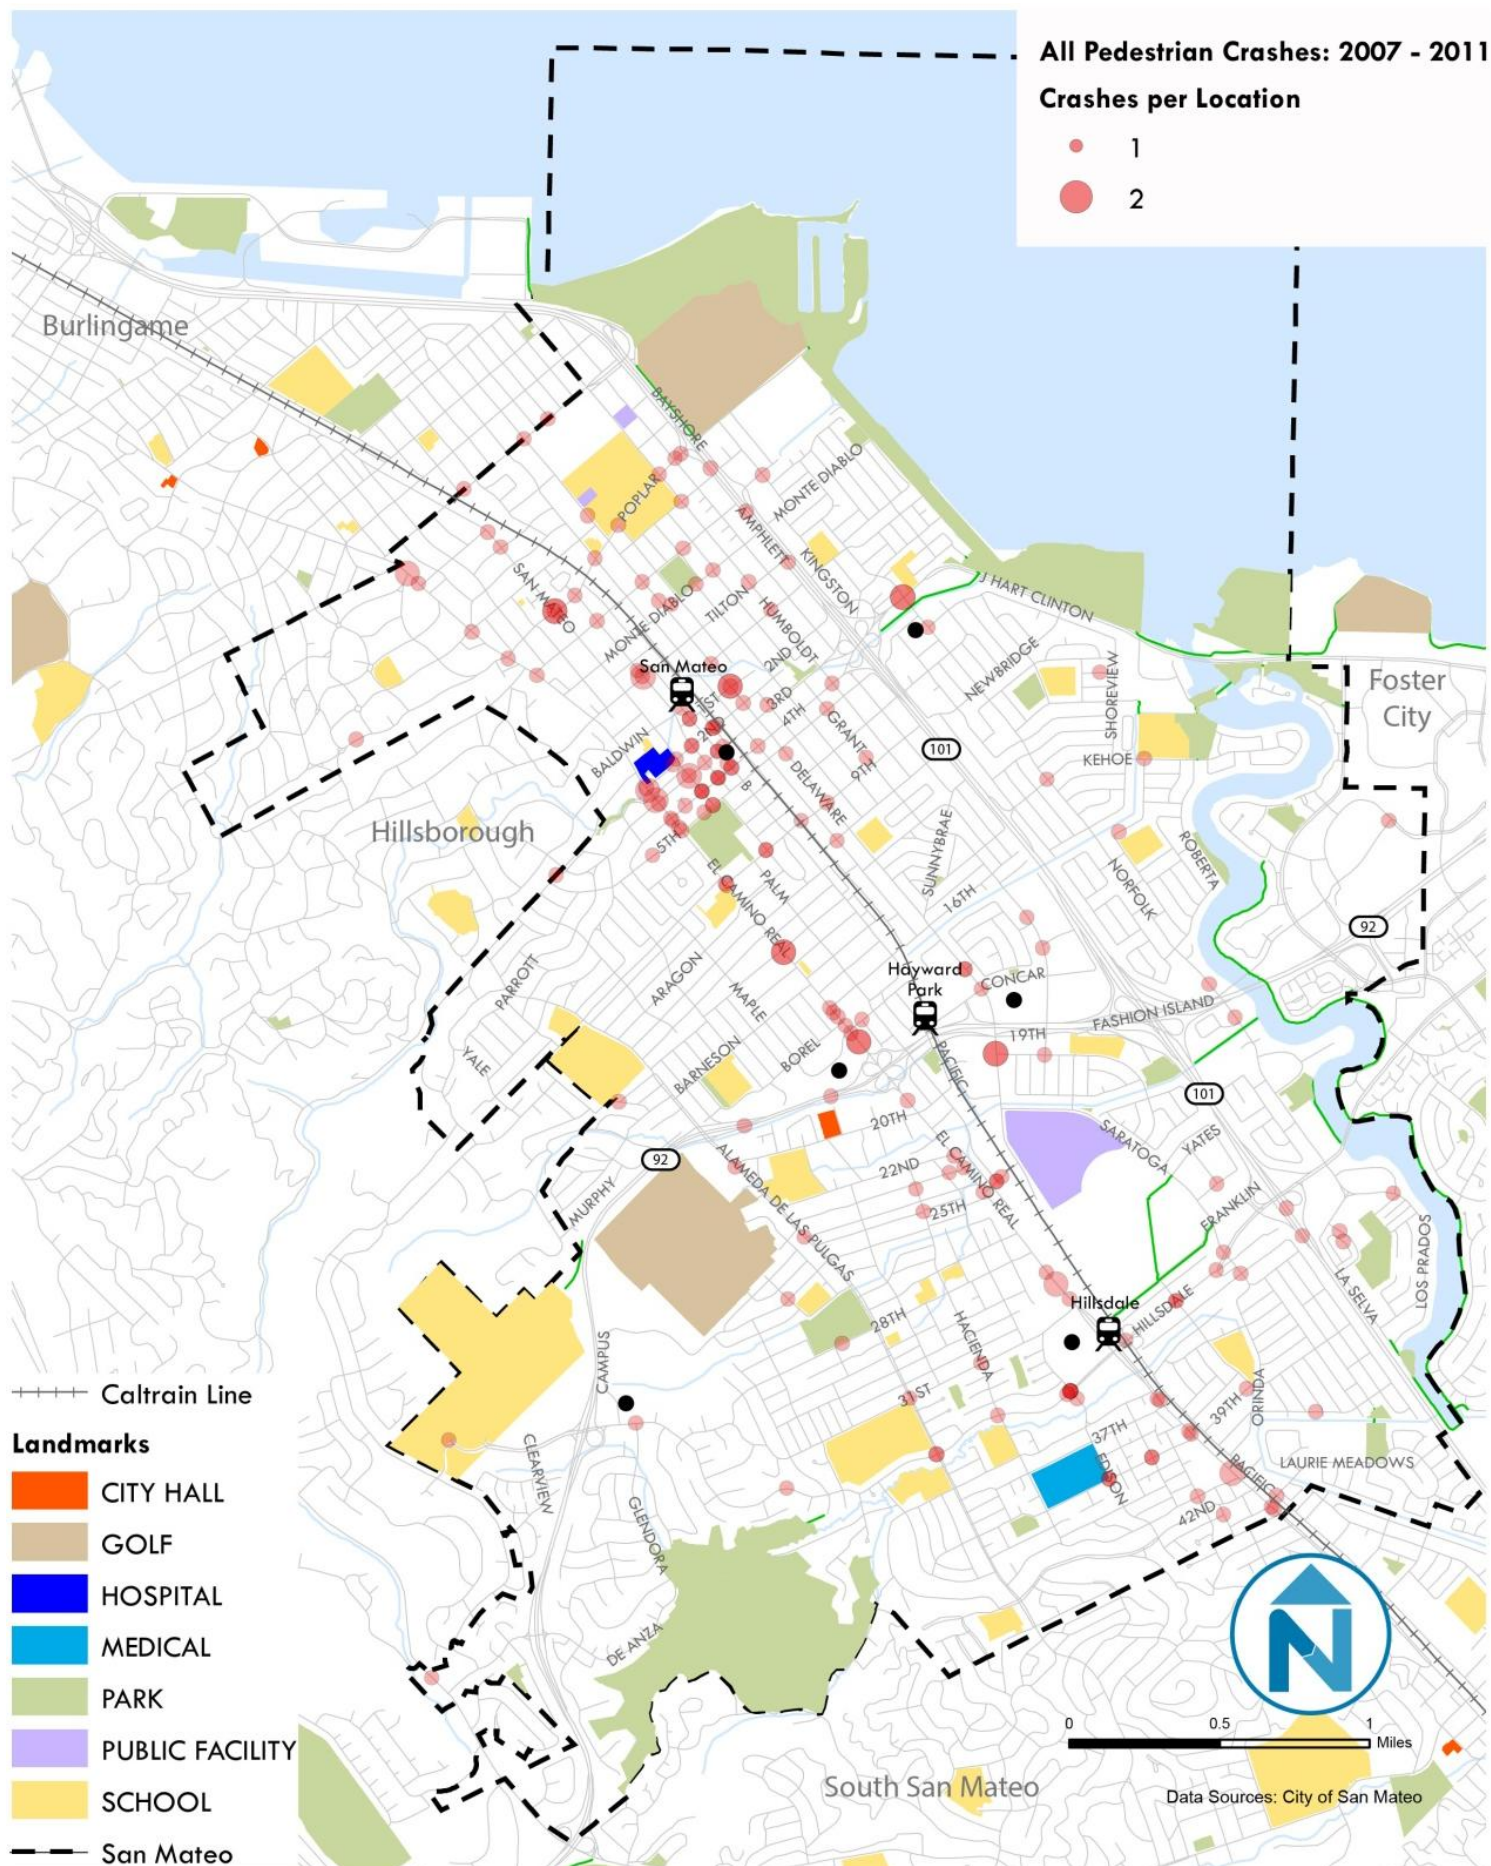 All Pedestrian Crashes: 2007 - 2011
Crashes per Location
1
2
Burlingame
BAYSHORE
MONTE DIABLO
POPLAR
AMPHLETT
KINGSTON
SAN MATEO
J HART CLINTON
MONTE DIABLO
TILTON
HUMBOLDT
2ND
NEWBRIDGE
San Mateo
SHOREVIEW
Foster
City
3RD
4TH
1ST
2ND
GRANT
BALDWIN
101
KEHOE
9TH
B
DELAWARE
Hillsborough
5TH
SUNNYBRAE
ROBERTA
EL CAMINO REAL
PALM
16TH
NORFOLK
92
Hayward
Park
PARROTT
ARAGON
MAPLE
CONCAR
FASHION ISLAND
19TH
YALE
BARNESON
BOREL
PACIFIC
101
20TH
SARATOGA
YATES
92
ALAMEDA DE LAS PULGAS
22ND
EL CAMINO REAL
MURPHY
25TH
FRANKLIN
LOS PRADOS
LA SELVA
Hillsdale
HILLSDALE
28TH
HACIENDA
CAMPUS
31ST
39TH
ORINDA
Caltrain Line
37TH
Landmarks
CLEARVIEW
EDISON
PACIFIC
LAURIE MEADOWS
CITY HALL
GLENDORA
42ND
GOLF
HOSPITAL
N
MEDICAL
DE ANZA
PARK
0 0.5 1
Miles
PUBLIC FACILITY
South San Mateo
Data Sources: City of San Mateo
SCHOOL
San Mateo